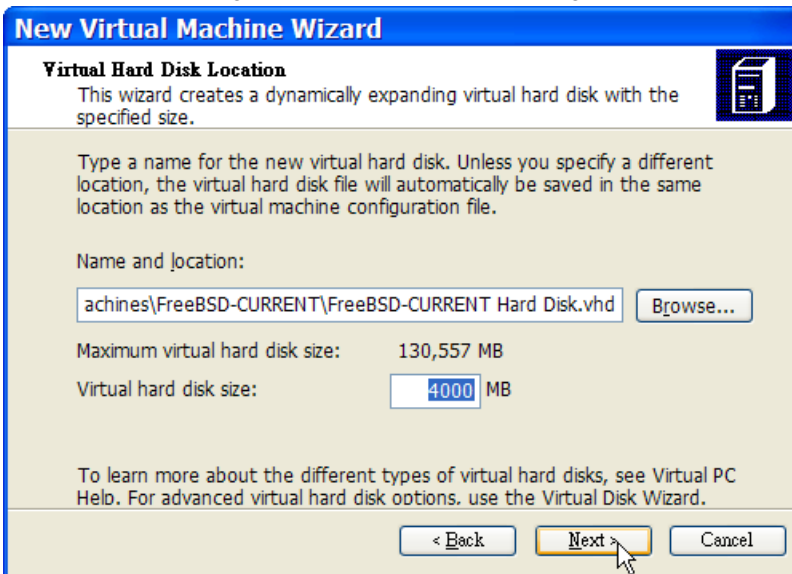 New Virtual Machine Wizard
Virtual Hard Disk Location
This wizard creates a dynamically expanding virtual hard disk with the
specified size.
Type a name for the new virtual hard disk. Unless you specify a different
location, the virtual hard disk file will automatically be saved in the same
location as the virtual machine configuration file.
Name and location:
achines\FreeBSD-CURRENT\FreeBSD-CURRENT Hard Disk.vhd Browse...
Maximum virtual hard disk size: 130,557 MB
Virtual hard disk size: 4000 MB
To learn more about the different types of virtual hard disks, see Virtual PC
Help. For advanced virtual hard disk options, use the Virtual Disk Wizard.
< Back Next > Cancel